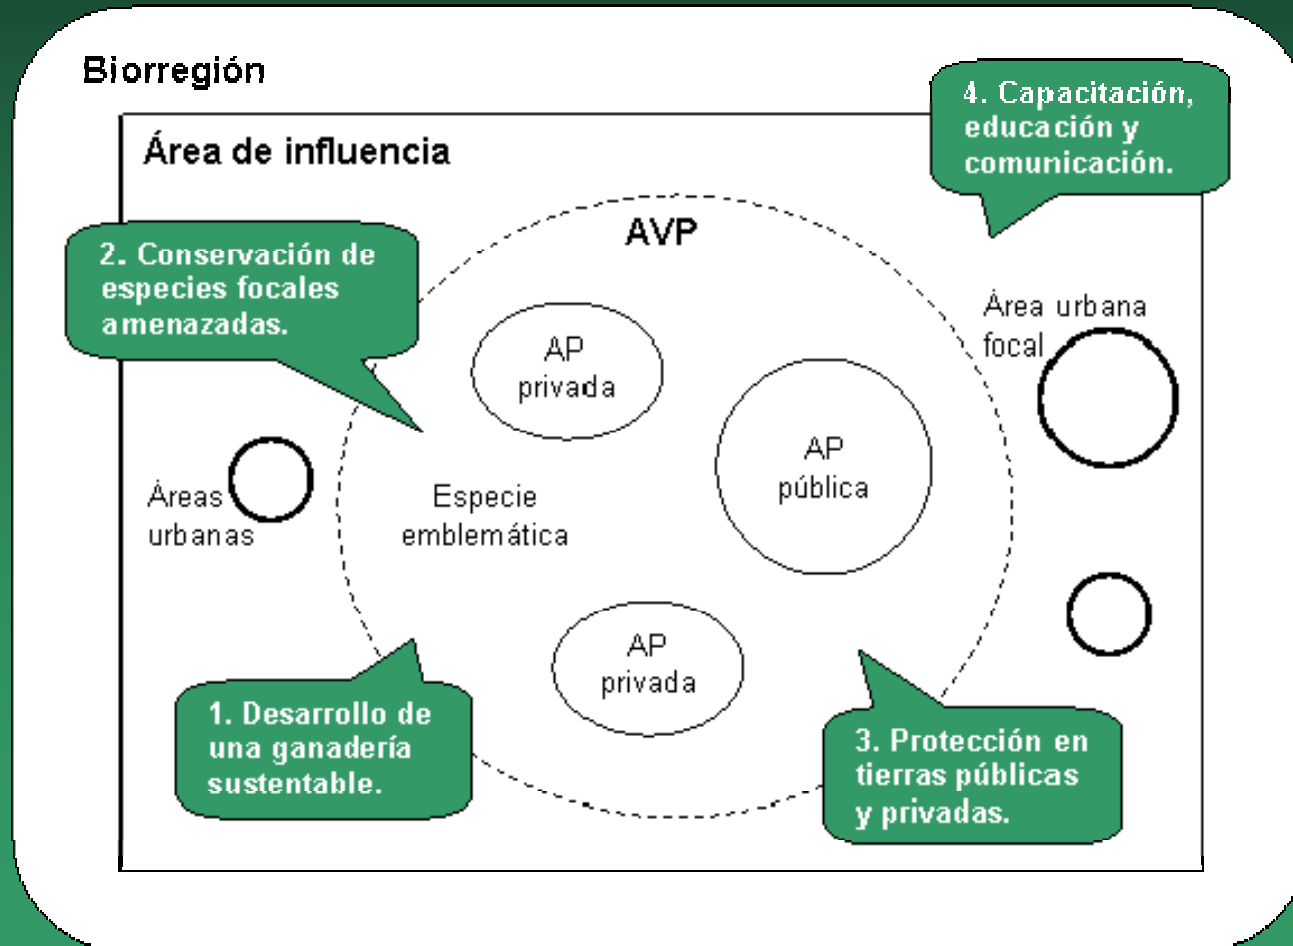 Biorregión
Área de influencia
4. Capacitación,
educación y
comunicación.
AVP
2. Conservación de
especies focales
amenazadas.
Área urbana
focal
AP
privada
AP
pública
Áreas
urbanas
Especie
emblemática
AP
privada
1. Desarrollo de
una ganadería
sustentable.
3. Protección en
tierras públicas
y privadas.